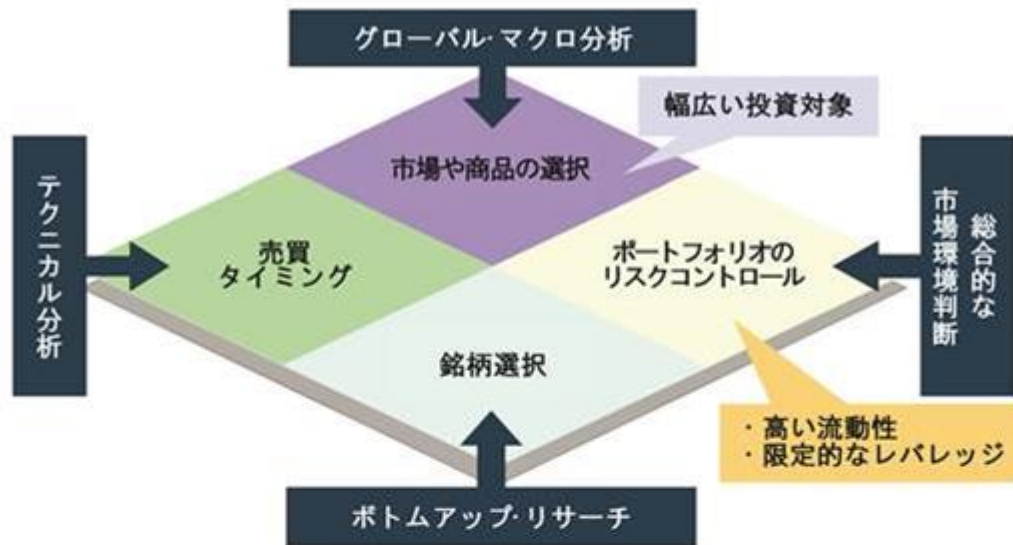 グローバル・マクロ分析
幅広い投資対象
市場や商品の選択
テクニカル分析
売買
タイミング
ポートフォリオの
リスクコントロール
総合的な
市場環境判断
銘柄選択
・高い流動性
・限定的なレバレッジ
ボトムアップ・リサーチ